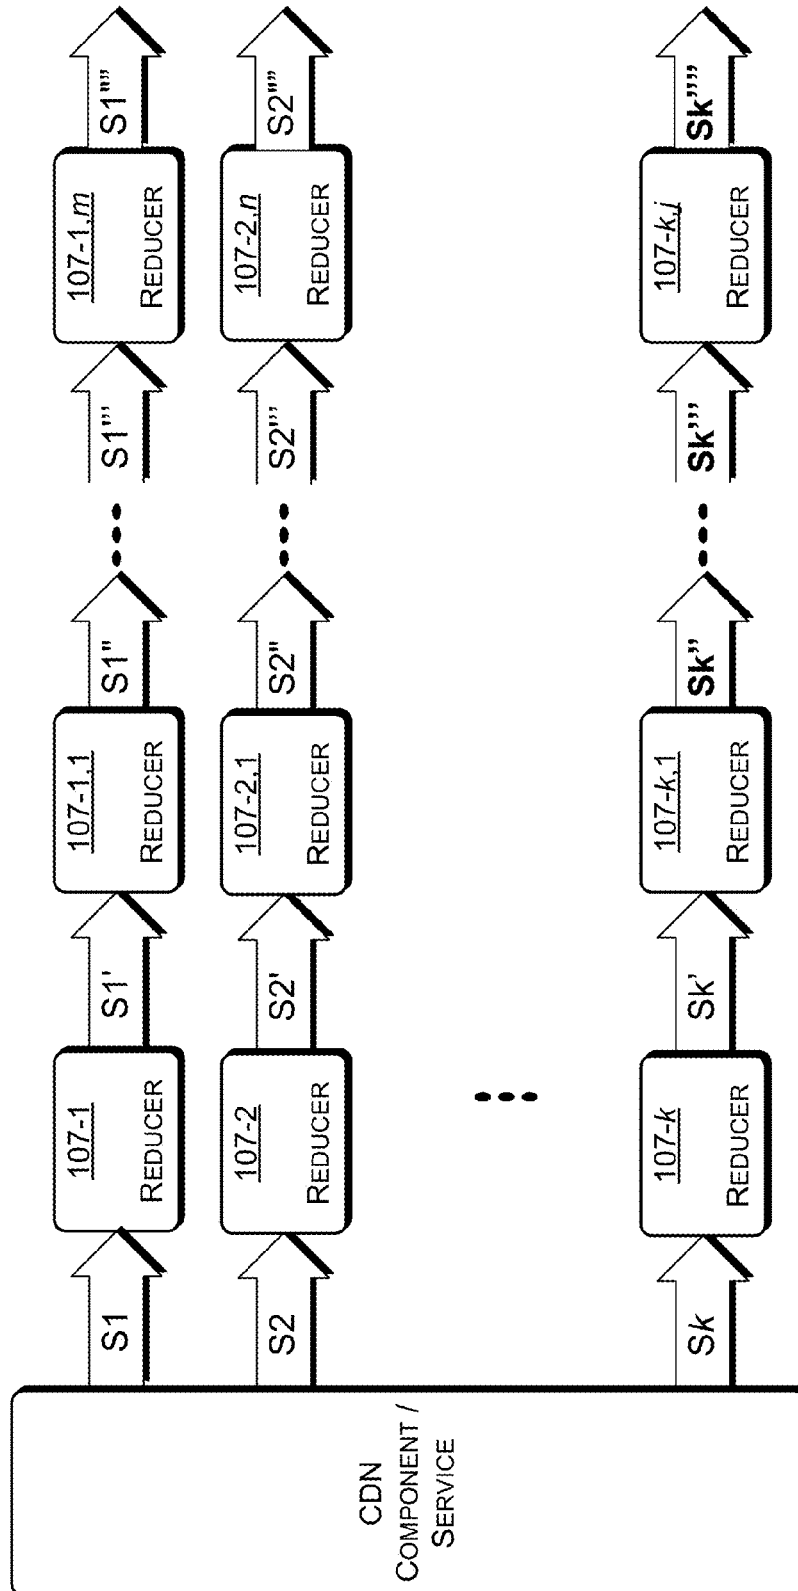 CDN
COMPONENT /
SERVICE
S1
107-1
REDUCER
S1'
107-1,1
REDUCER
S1"
S1"'
107-1,m
REDUCER
S1""
S2
107-2
REDUCER
S2'
107-2,1
REDUCER
S2"
S2"'
107-2,n
REDUCER
S2""
Sk
107-k
REDUCER
Sk’
107-k,1
REDUCER
Sk”
Sk”’
107-k,j
REDUCER
Sk””